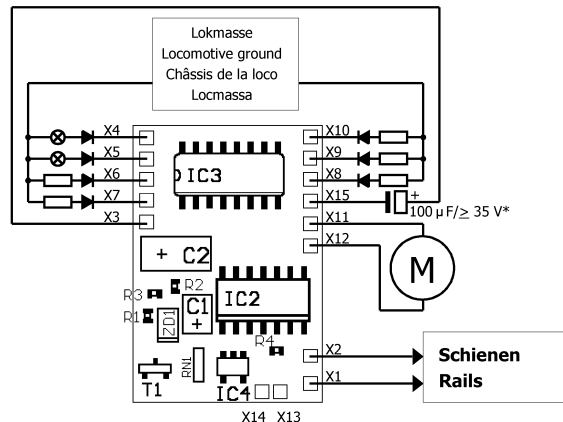 Lokmasse
Locomotive ground
Châssis de la loco
Locmassa
X4
X5
X6
X7
X3
X10
X9
X8
X15
X11
X12
+
100 µF/≥ 35 V*
IC3
+ C2
R3
R2
R1
ZD1
C1
+
IC2
M
R4
RN1
T1
IC4
X2
X1
Schienen
Rails
X14 X13